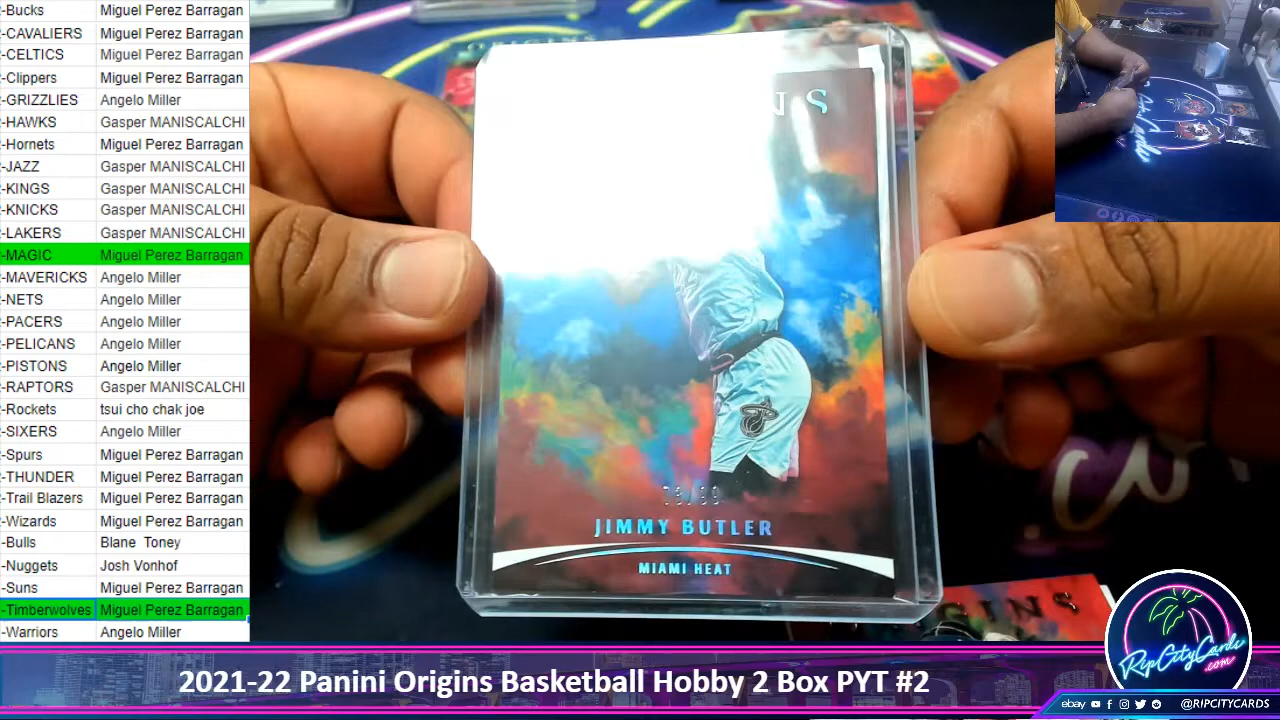 -Bucks Miguel Perez Barragan
-CAVALIERS Miguel Perez Barragan
-CELTICS Miguel Perez Barragan
-Clippers Miguel Perez Barragan
-GRIZZLIES Angelo Miller
-HAWKS Gasper MANISCALCHI
-Hornets Miguel Perez Barragan
-JAZZ Gasper MANISCALCHI
-KINGS Gasper MANISCALCHI
-KNICKS Gasper MANISCALCHI
-LAKERS Gasper MANISCALCHI
-MAGIC Miguel Perez Barragan
-MAVERICKS Angelo Miller
-NETS Angelo Miller
-PACERS Angelo Miller
-PELICANS Angelo Miller
-PISTONS Angelo Miller
-RAPTORS Gasper MANISCALCHI
-Rockets tsui cho chak joe
-SIXERS Angelo Miller
-Spurs Miguel Perez Barragan
-THUNDER Miguel Perez Barragan
-Trail Blazers Miguel Perez Barragan
-Wizards Miguel Perez Barragan
-Bulls Blane Toney
-Nuggets Josh Vonhof
-Suns Miguel Perez Barragan
-Timberwolves Miguel Perez Barragan
-Warriors Angelo Miller
ORIGINS
NS
JIMMY BUTLER
MIAMI HEAT
GINS
RipCityCards
.com
2021-22 Panini Origins Basketball Hobby 2 Box PYT #2
ebay @RIPCITYCARDS